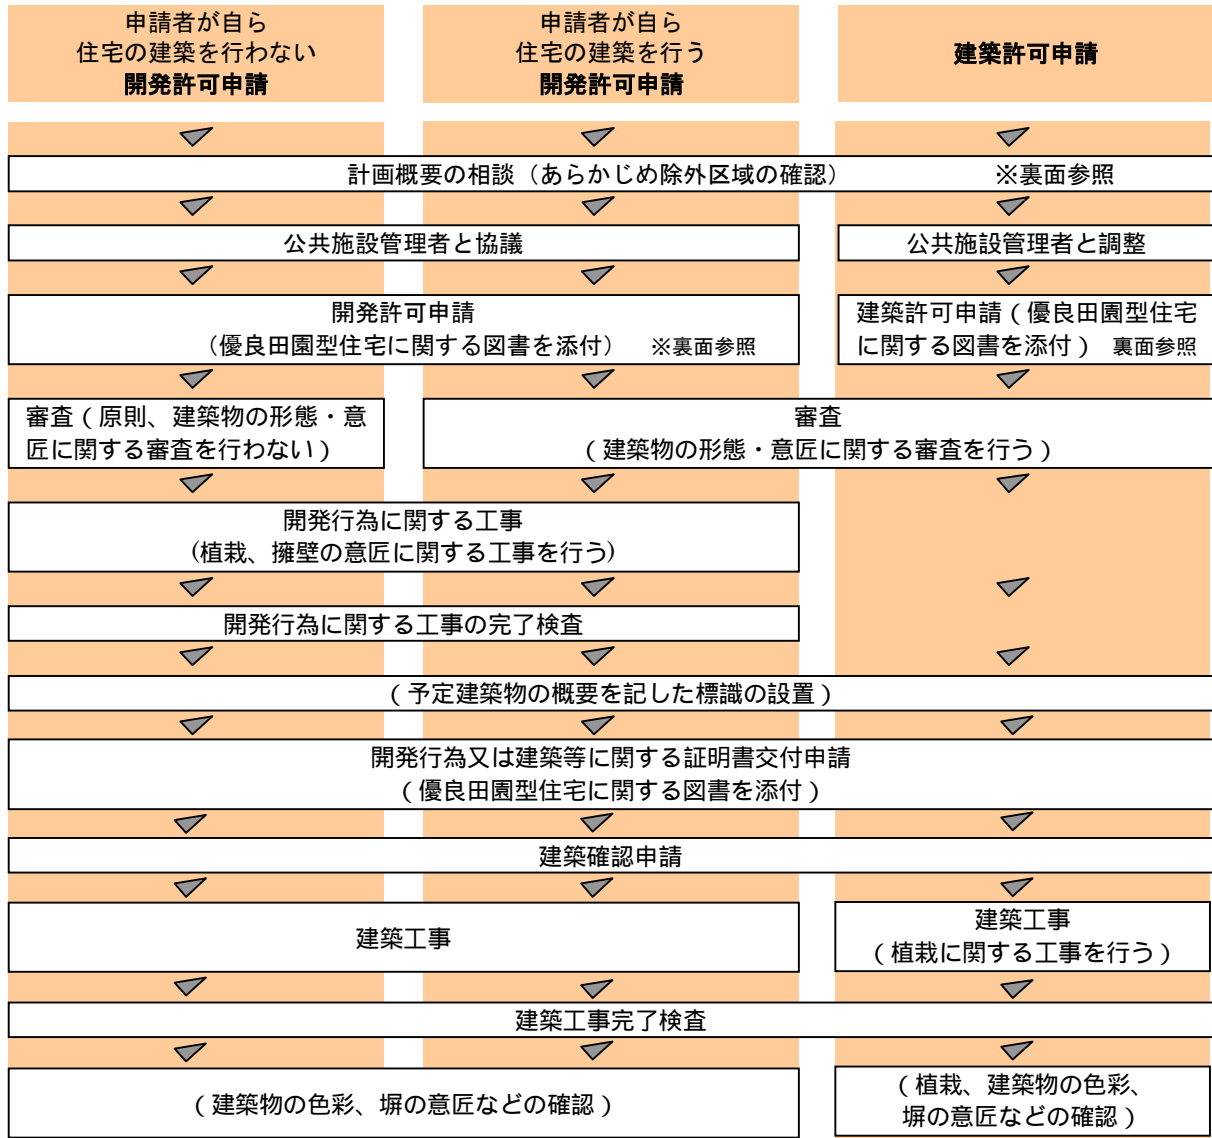 申請者が自ら
住宅の建築を行わない
開発許可申請
申請者が自ら
住宅の建築を行う
開発許可申請
建築許可申請
計画概要の相談（あらかじめ除外区域の確認） ※裏面参照
公共施設管理者と協議
公共施設管理者と調整
開発許可申請
（優良田園型住宅に関する図書を添付） ※裏面参照
建築許可申請（優良田園型住宅
に関する図書を添付） 裏面参照
審査（原則、建築物の形態・意
匠に関する審査を行わない）
審査
（建築物の形態・意匠に関する審査を行う）
開発行為に関する工事
（植栽、擁壁の意匠に関する工事を行う）
開発行為に関する工事の完了検査
（予定建築物の概要を記した標識の設置）
開発行為又は建築等に関する証明書交付申請
（優良田園型住宅に関する図書を添付）
建築確認申請
建築工事
建築工事
（植栽に関する工事を行う）
建築工事完了検査
（建築物の色彩、塀の意匠などの確認）
（植栽、建築物の色彩、
塀の意匠などの確認）